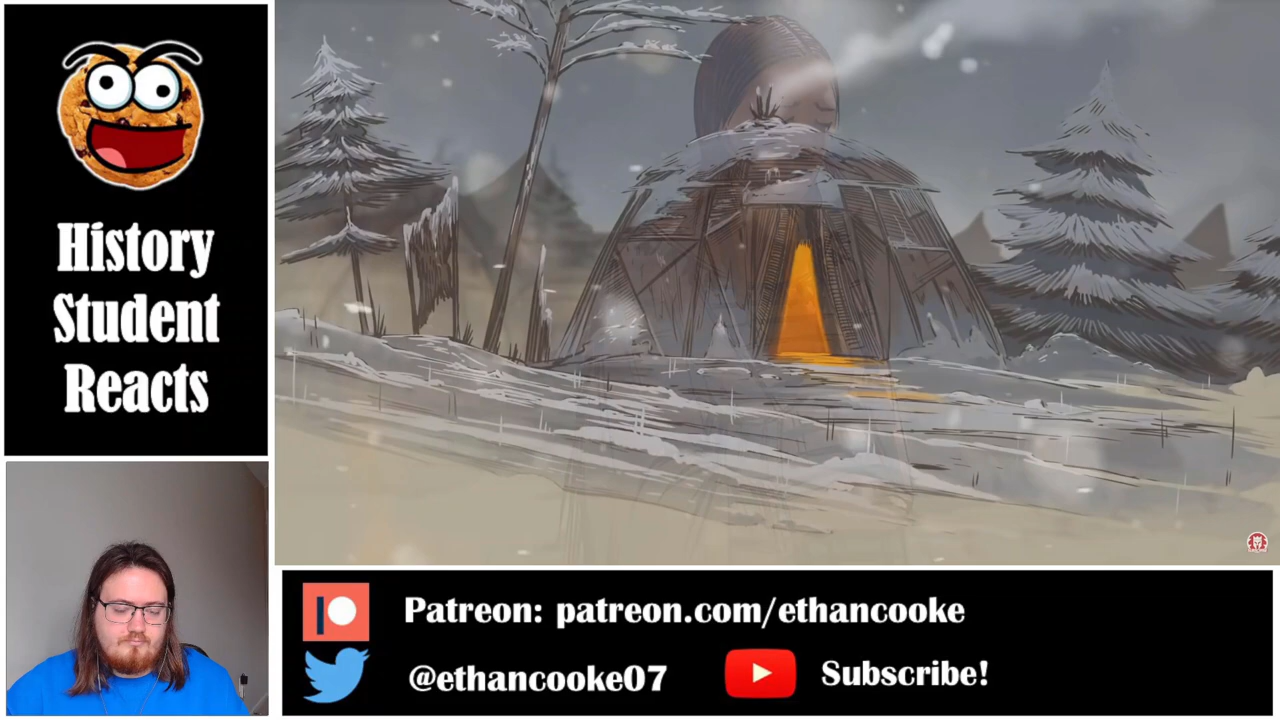 History
Student
Reacts
Patreon: patreon.com/ethancooke
@ethancooke07
Subscribe!